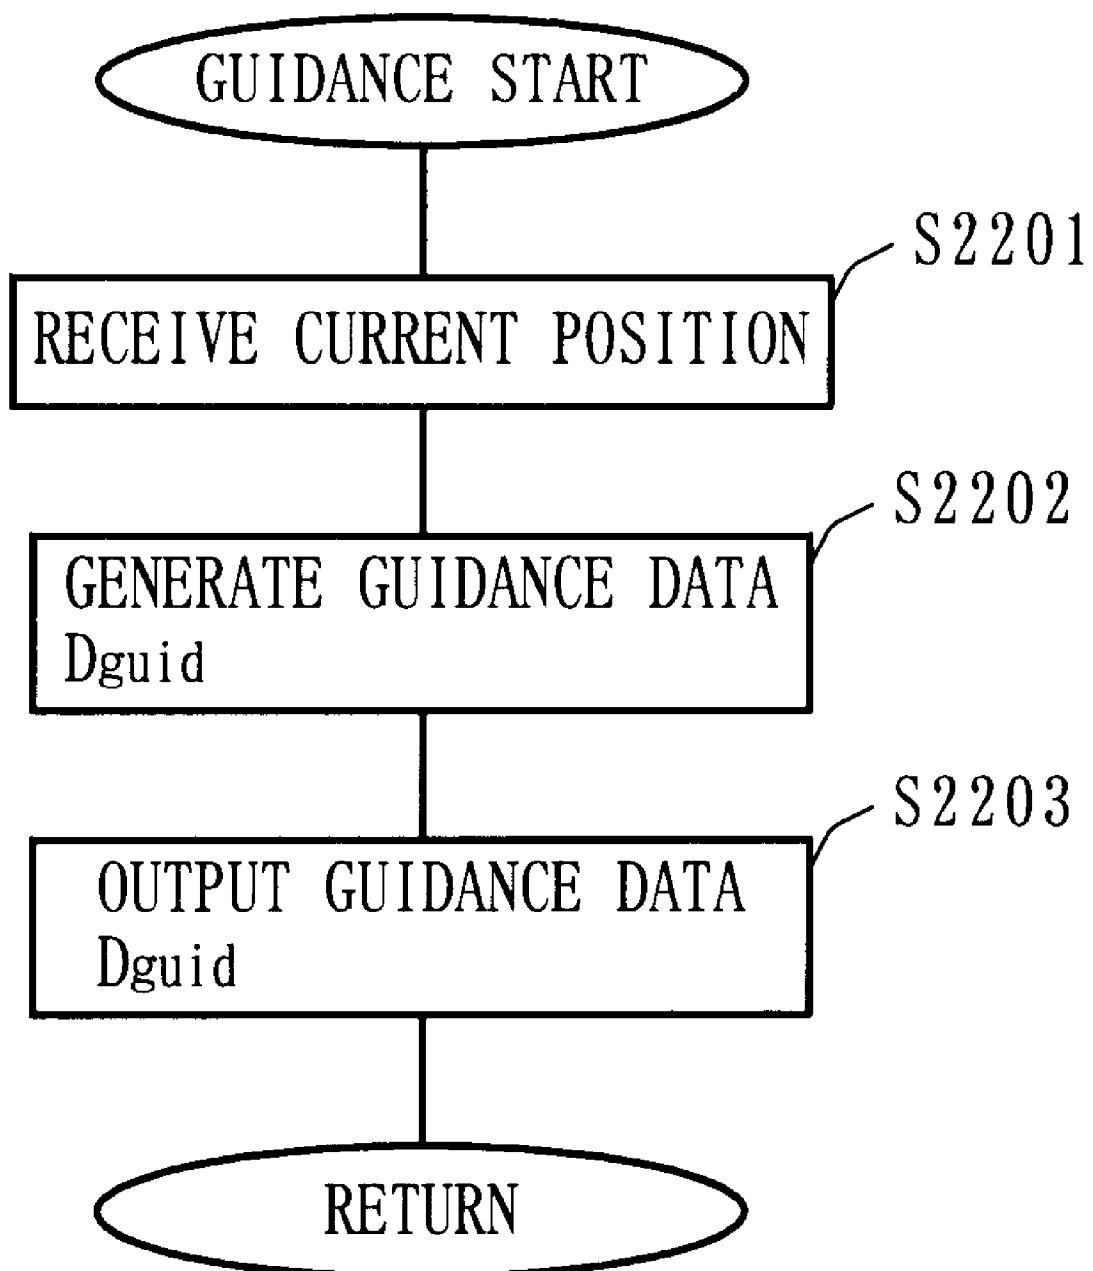 GUIDANCE START
S2201
RECEIVE CURRENT POSITION
S2202
GENERATE GUIDANCE DATA
Dguid
S2203
OUTPUT GUIDANCE DATA
Dguid
RETURN